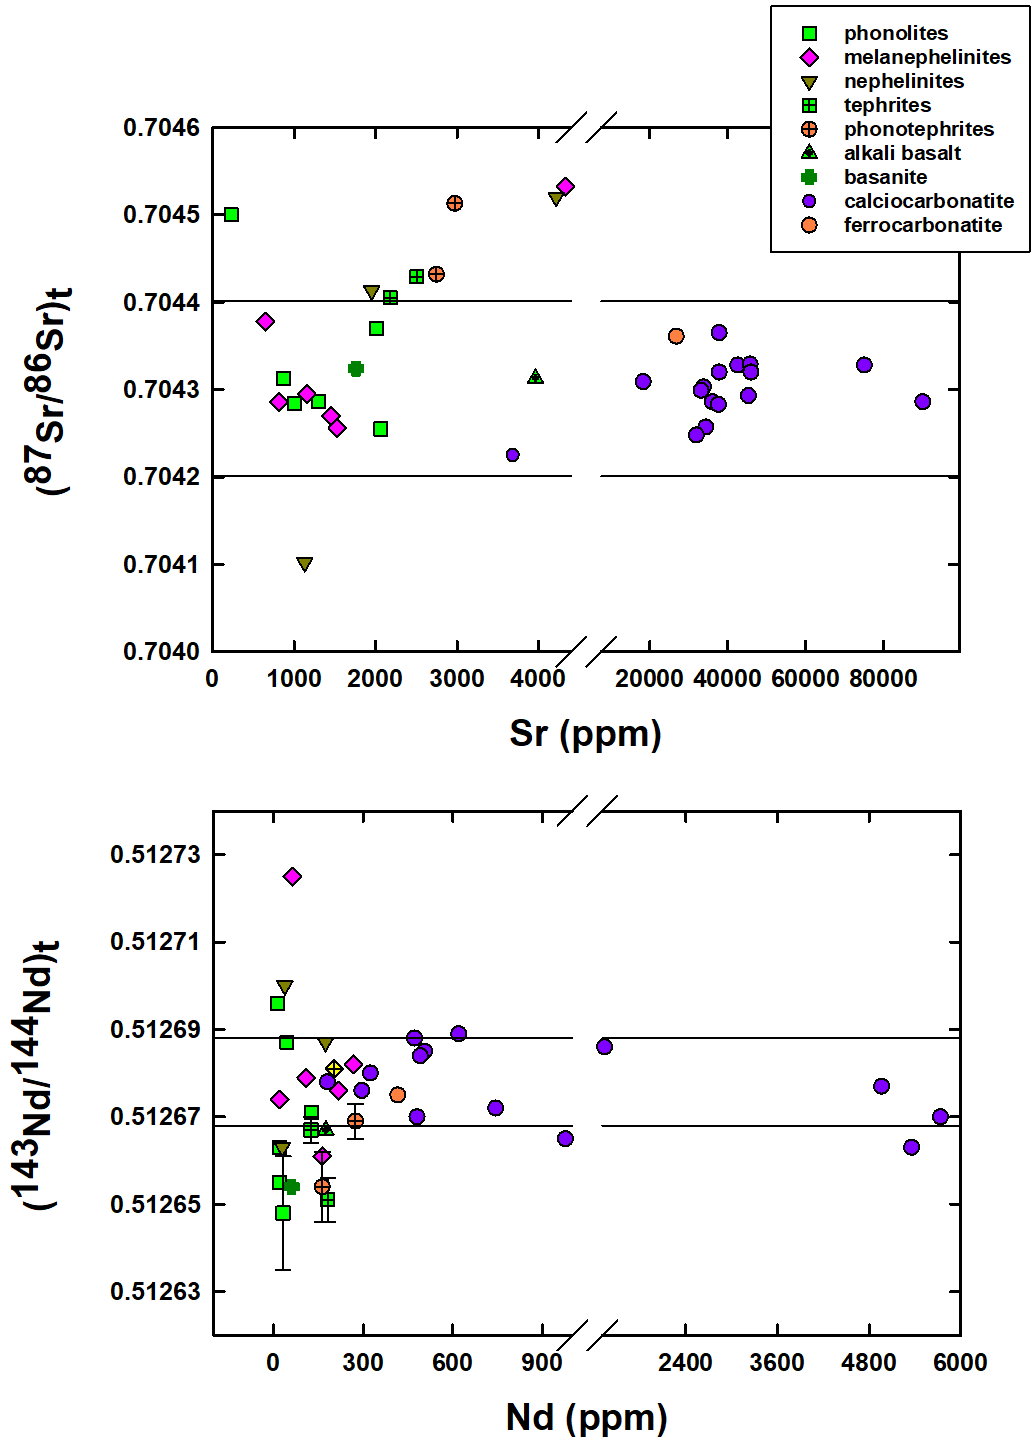 phonolites
melanephelinites
nephelinites
tephrites
phonotephrites
alkali basalt
basanite
calciocarbonatite
ferrocarbonatite
0.7046
0.7045
0.7044
0.7043
0.7042
0.7041
0.7040
(87Sr/86Sr)t
0 1000 2000 3000 4000 20000 40000 60000 80000
Sr (ppm)
0.51273
0.51271
0.51269
0.51267
0.51265
0.51263
(143Nd/144Nd)t
0 300 600 900 2400 3600 4800 6000
Nd (ppm)